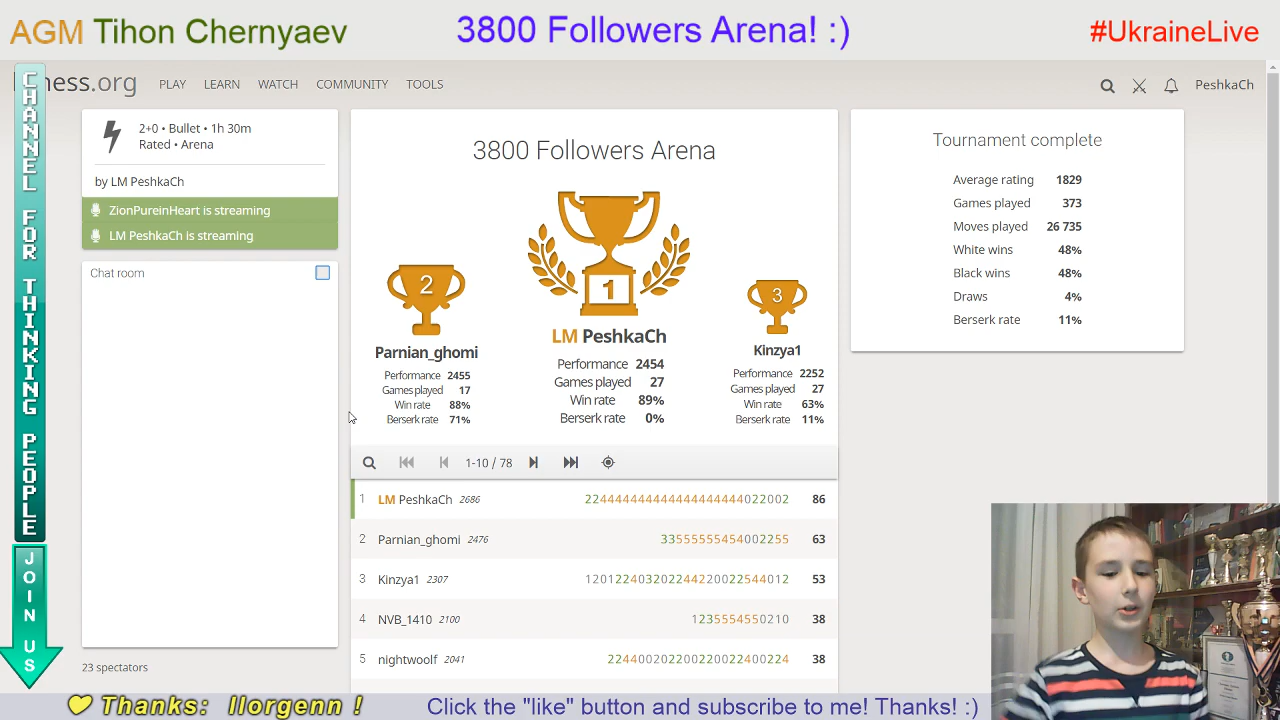 AGM Tihon Chernyaev
3800 Followers Arena! :)
#UkraineLive
CHANNEL FOR THINKING PEOPLE
JOIN US
ness.org
PLAY LEARN WATCH COMMUNITY TOOLS
PeshkaCh
2+0 • Bullet • 1h 30m
Rated • Arena
by LM PeshkaCh
ZionPureinHeart is streaming
LM PeshkaCh is streaming
Chat room
23 spectators
3800 Followers Arena
2
Parnian_ghomi
Performance 2455
Games played 17
Win rate 88%
Berserk rate 71%
1
LM PeshkaCh
Performance 2454
Games played 27
Win rate 89%
Berserk rate 0%
3
Kinzya1
Performance 2252
Games played 27
Win rate 63%
Berserk rate 11%
1-10 / 78
1 LM PeshkaCh 2686 224444444444444444444022002 86
2 Parnian_ghomi 2476 33555555454002255 63
3 Kinzya1 2307 120122403202244220022544012 53
4 NVB_1410 2100 1235554550210 38
5 nightwoolf 2041 224400202200220022400224 38
Tournament complete
Average rating 1829
Games played 373
Moves played 26 735
White wins 48%
Black wins 48%
Draws 4%
Berserk rate 11%
Thanks: llorgenn !
Click the "like" button and subscribe to me! Thanks! :)